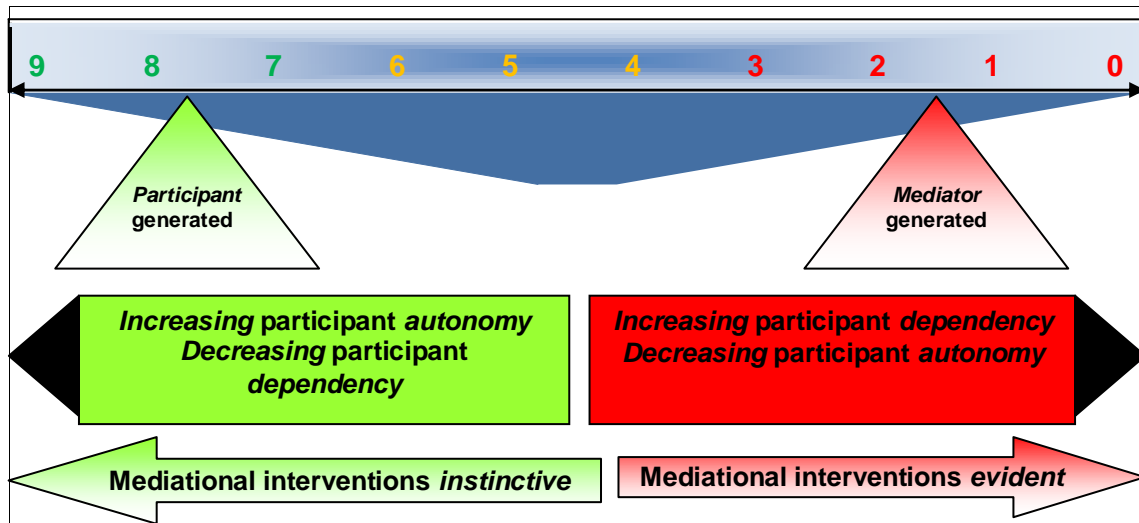 9 8 7 6 5 4 3 2 1 0
Participant
generated
Mediator
generated
Increasing participant autonomy
Decreasing participant
dependency
Increasing participant dependency
Decreasing participant autonomy
Mediational interventions instinctive
Mediational interventions evident